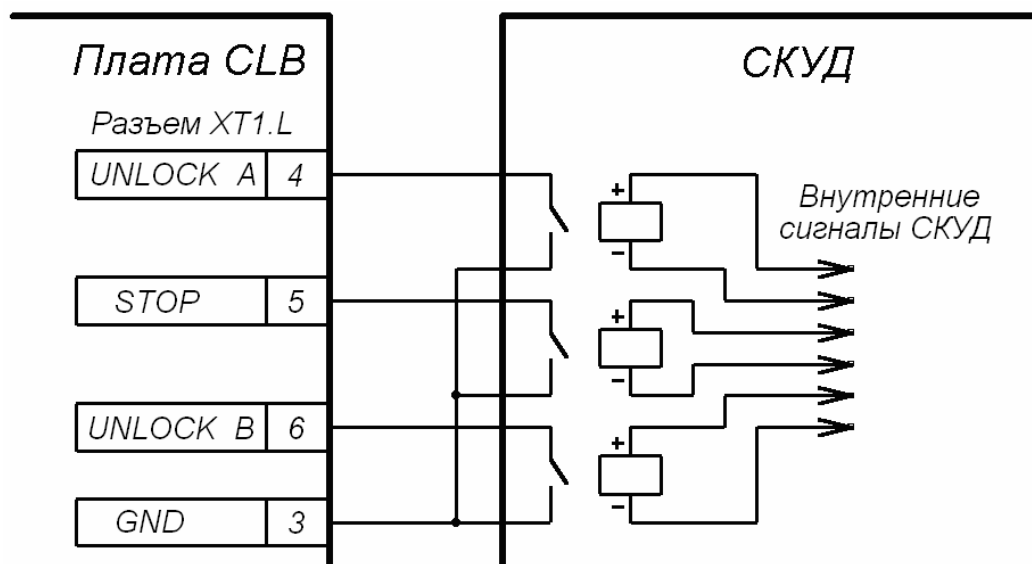 Плата CLB
СКУД
Разъем XT1.L
UNLOCK A 4
STOP 5
UNLOCK B 6
GND 3
+
−
+
−
+
−
Внутренние
сигналы СКУД